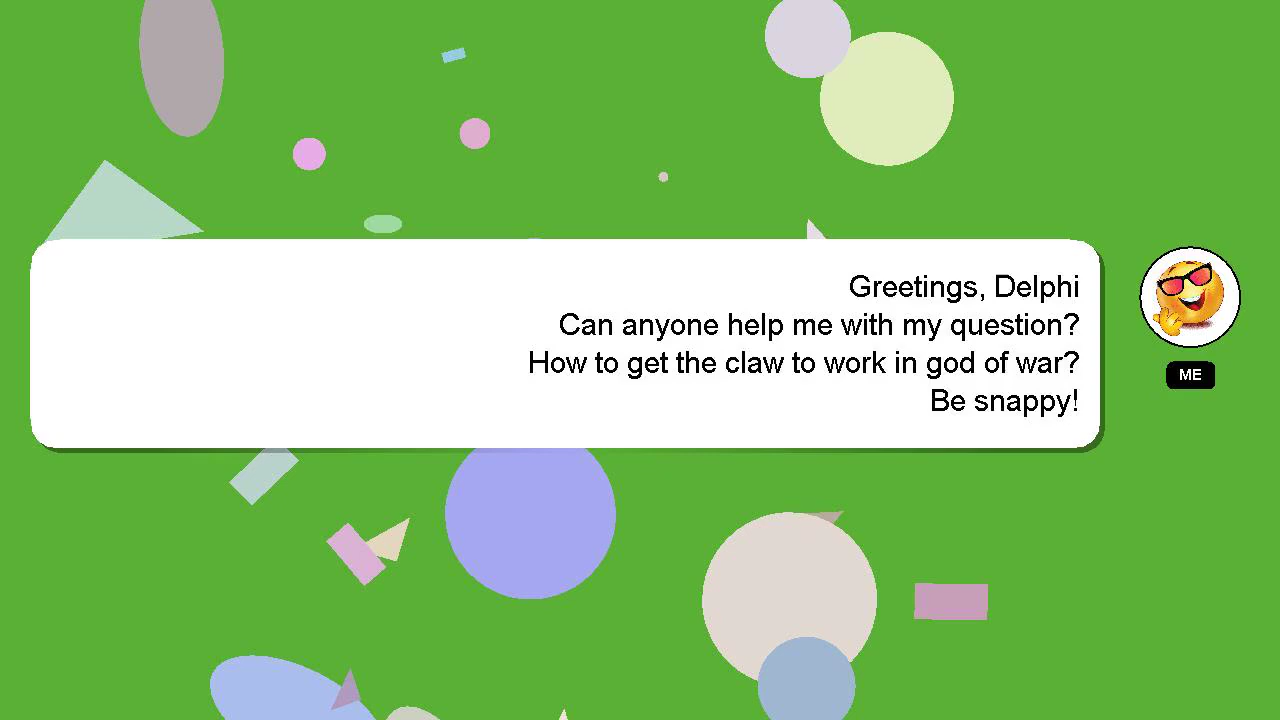 Greetings, Delphi
Can anyone help me with my question?
How to get the claw to work in god of war?
Be snappy!
ME